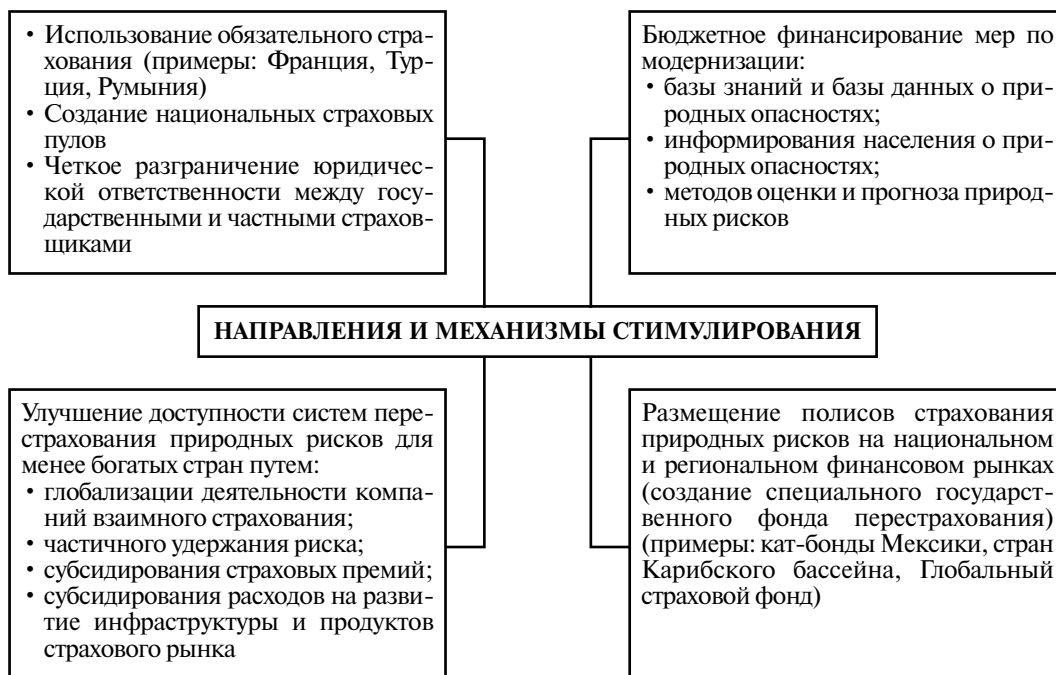 • Использование обязательного стра-
хования (примеры: Франция, Тур-
ция, Румыния)
• Создание национальных страховых
пулов
• Четкое разграничение юридичес-
кой ответственности между госу-
дарственными и частными страхов-
щиками
Бюджетное финансирование мер по
модернизации:
• базы знаний и базы данных о при-
родных опасностях;
• информирования населения о при-
родных опасностях;
• методов оценки и прогноза природ-
ных рисков
НАПРАВЛЕНИЯ И МЕХАНИЗМЫ СТИМУЛИРОВАНИЯ
Улучшение доступности систем пере-
страхования природных рисков для
менее богатых стран путем:
• глобализации деятельности компа-
ний взаимного страхования;
• частичного удержания риска;
• субсидирования страховых премий;
• субсидирования расходов на разви-
тие инфраструктуры и продуктов
страхового рынка
Размещение полисов страхования
природных рисков на национальном
и региональном финансовом рынках
(создание специального государст-
венного фонда перестрахования)
(примеры: кат-бонды Мексики, стран
Карибского бассейна, Глобальный
страховой фонд)